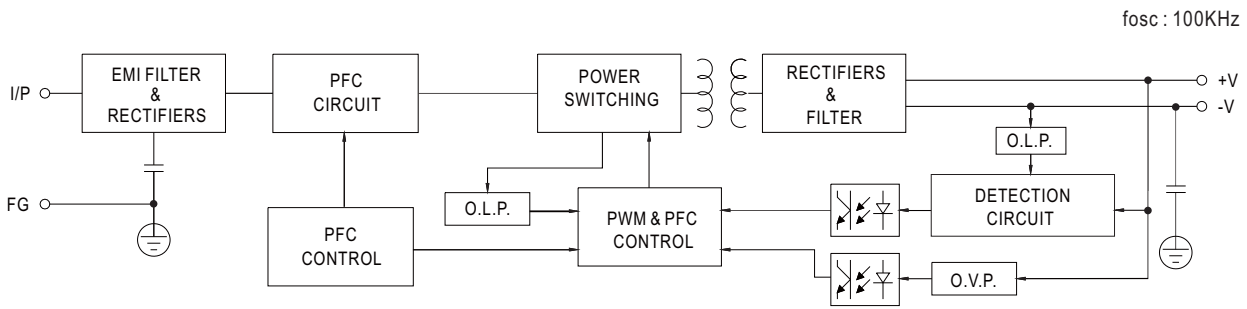 fosc : 100KHz
I/P
EMI FILTER
&
RECTIFIERS
PFC
CIRCUIT
POWER
SWITCHING
RECTIFIERS
&
FILTER
+V
-V
O.L.P.
FG
O.L.P.
PFC
CONTROL
PWM & PFC
CONTROL
DETECTION
CIRCUIT
O.V.P.